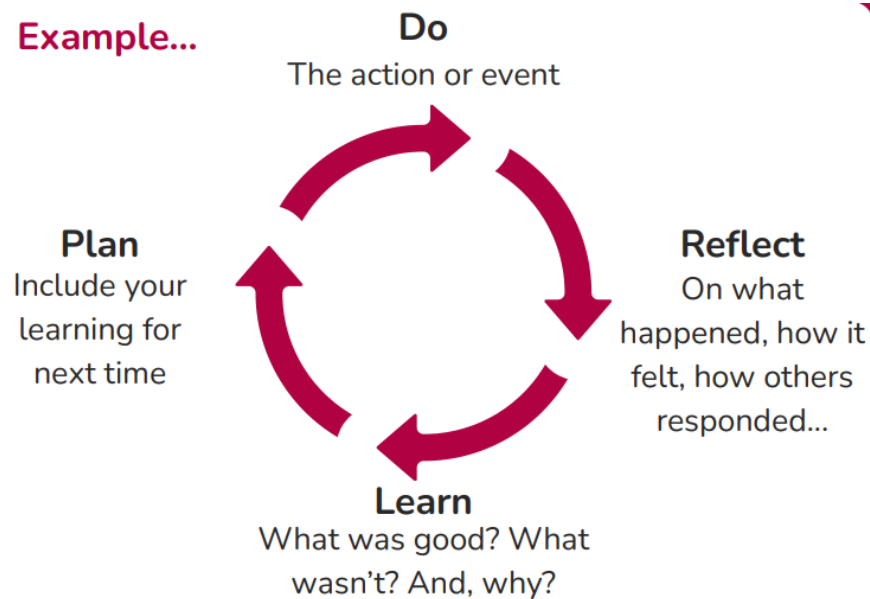 Example...
Do
The action or event
Reflect
On what
happened, how it
felt, how others
responded...
Learn
What was good? What
wasn't? And, why?
Plan
Include your
learning for
next time